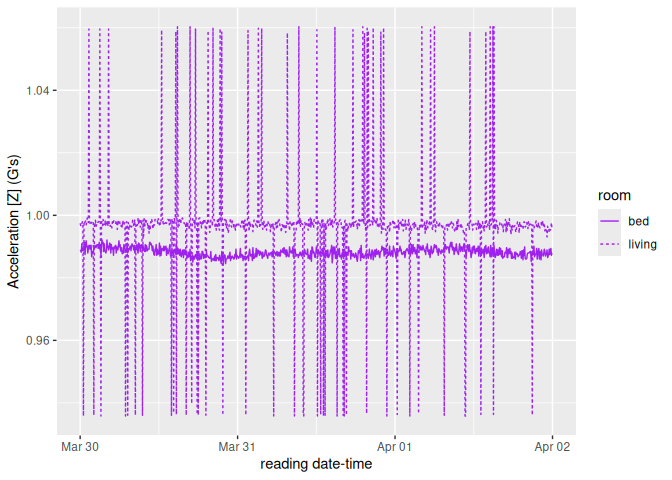 1.04
1.00
0.96
Acceleration [Z] (G's)
Mar 30
Mar 31
Apr 01
Apr 02
reading date-time
room
bed
living